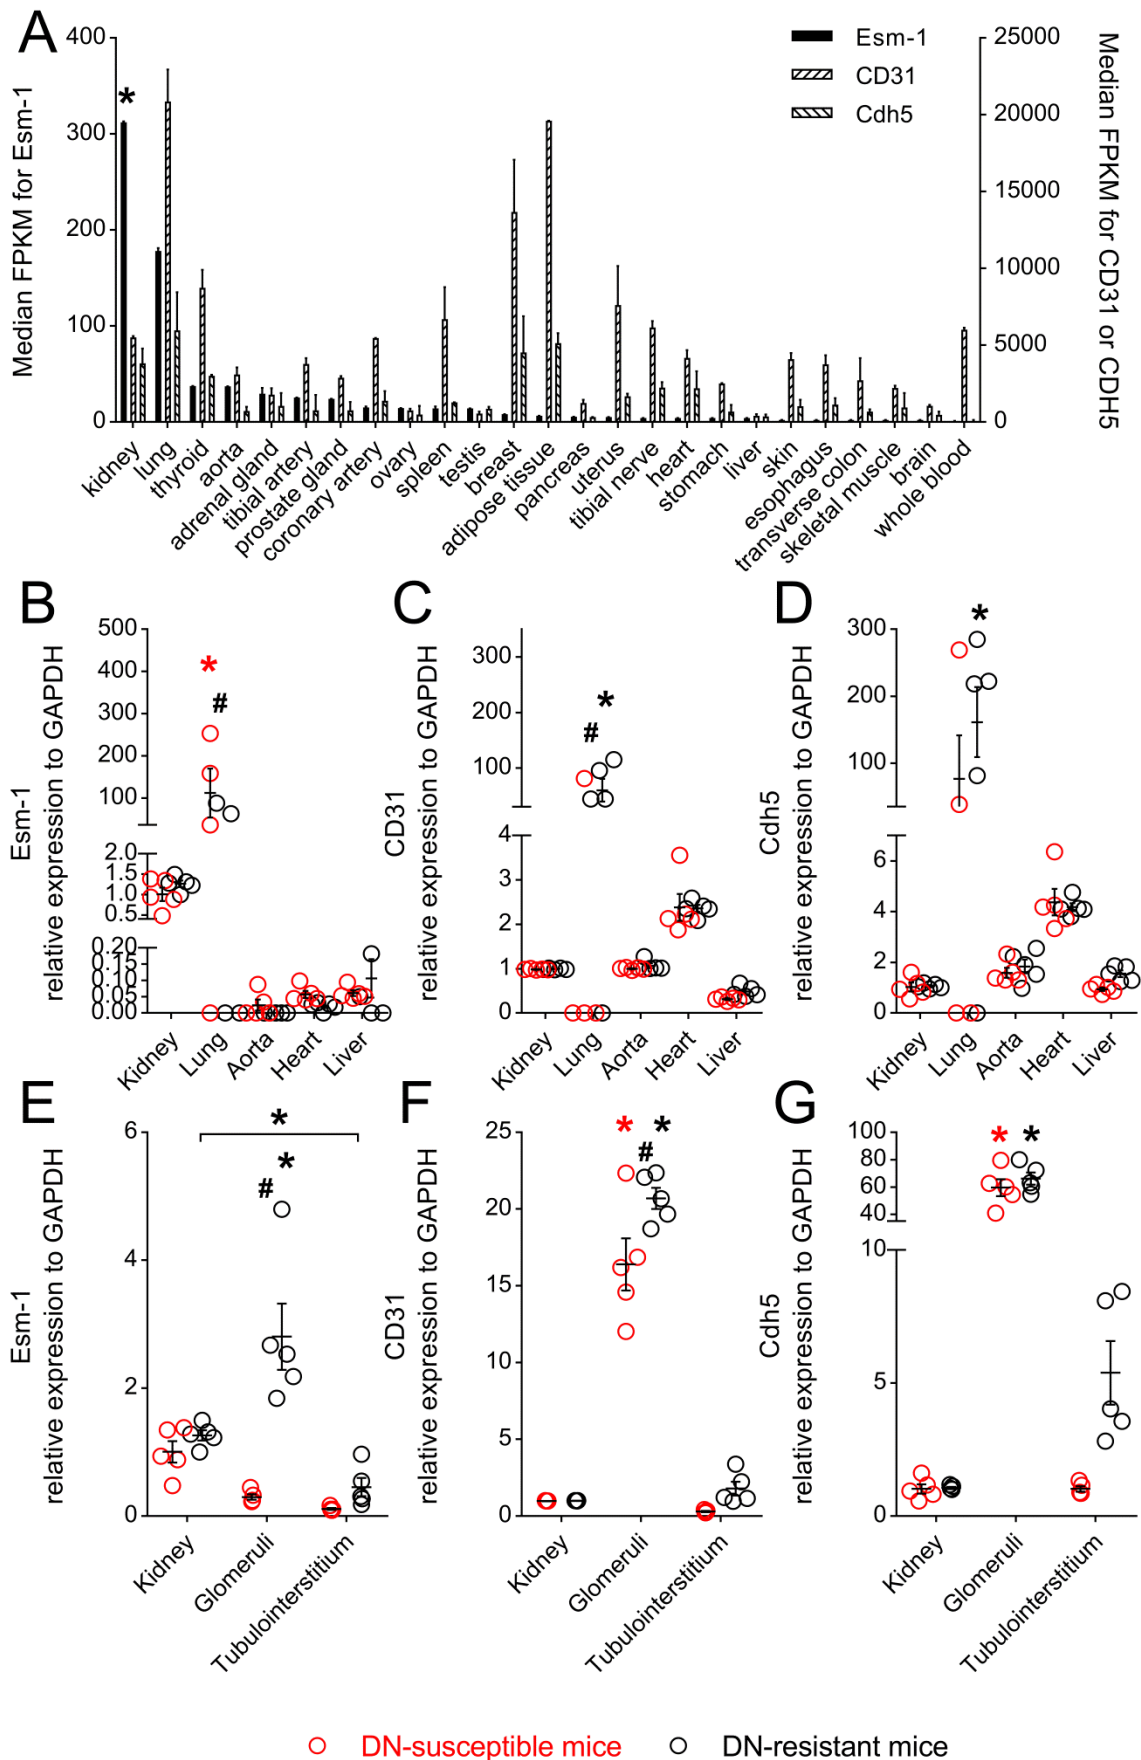 A
400
300
200
100
0
Median FPKM for Esm-1
*
Esm-1
CD31
Cdh5
25000
20000
15000
10000
5000
0
Median FPKM for CD31 or CDH5
kidney
lung
thyroid
aorta
adrenal gland
tibial artery
prostate gland
coronary artery
ovary
spleen
testis
breast
adipose tissue
pancreas
uterus
tibial nerve
heart
stomach
liver
skin
esophagus
transverse colon
skeletal muscle
brain
whole blood
B
Esm-1
relative expression to GAPDH
500
400
300
200
100
2.0
1.5
1.0
0.5
0.20
0.15
0.10
0.05
0.00
*
#
Kidney
Lung
Aorta
Heart
Liver
C
CD31
relative expression to GAPDH
300
200
100
4
3
2
1
0
*
#
Kidney
Lung
Aorta
Heart
Liver
D
Cdh5
relative expression to GAPDH
300
200
100
6
4
2
0
*
Kidney
Lung
Aorta
Heart
Liver
E
Esm-1
relative expression to GAPDH
6
4
2
0
*
*
#
Kidney
Glomeruli
Tubulointerstitium
F
CD31
relative expression to GAPDH
25
20
15
10
5
0
* *
#
Kidney
Glomeruli
Tubulointerstitium
G
Cdh5
relative expression to GAPDH
100
80
60
40
10
5
0
* *
Kidney
Glomeruli
Tubulointerstitium
DN-susceptible mice
DN-resistant mice